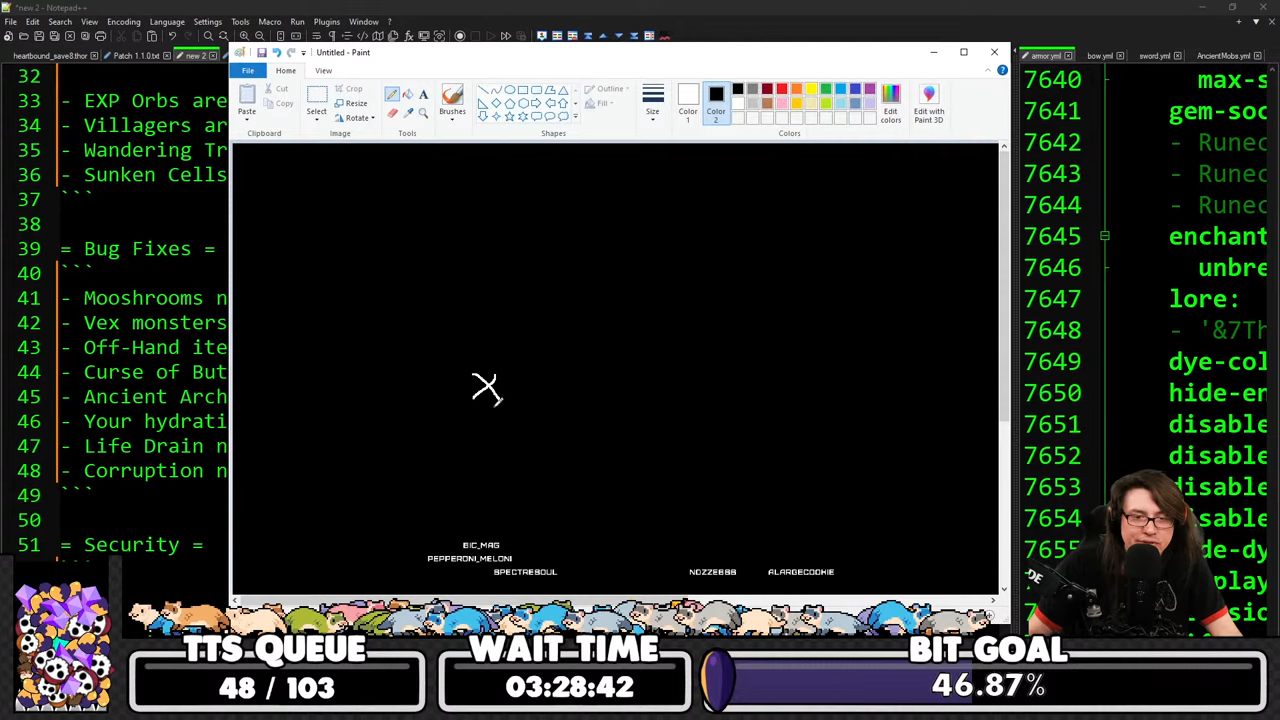 *new 2 - Notepad++
File Edit Search View Encoding Language Settings Tools Macro Run Plugins Window ?
heartbound_save8.thor Patch 1.1.0.txt new 2
armor.yml bow.yml sword.yml AncientMobs.yml
32
33 - EXP Orbs are
34 - Villagers ar
35 - Wandering Tr
36 - Sunken Cells
37 ```
38
39 = Bug Fixes =
40 ```
41 - Mooshrooms n
42 - Vex monsters
43 - Off-Hand ite
44 - Curse of But
45 - Ancient Arch
46 - Your hydrati
47 - Life Drain n
48 - Corruption n
49 ```
50
51 = Security =
Untitled - Paint
File Home View
Paste Cut Copy
Clipboard
Select Crop Resize Rotate
Image
Tools
Brushes
Outline Fill
Shapes
Size
Color 1
Color 2
Edit colors
Colors
Edit with Paint 3D
X
7640 max-s
7641 gem-soc
7642 - Runec
7643 - Runec
7644 - Runec
7645 enchant
7646 unbre
7647 lore:
7648 - '&7Th
7649 dye-col
7650 hide-en
7651 disable
7652 disable
7653 disable
7654 disable
7655 de-dy
BIC_MAG
PEPPERONI_MELONI
SPECTRESOUL
NOZZEBB
ALARGECOOKIE
TTS QUEUE
48 / 103
WAIT TIME
03:28:42
BIT GOAL
46.87%